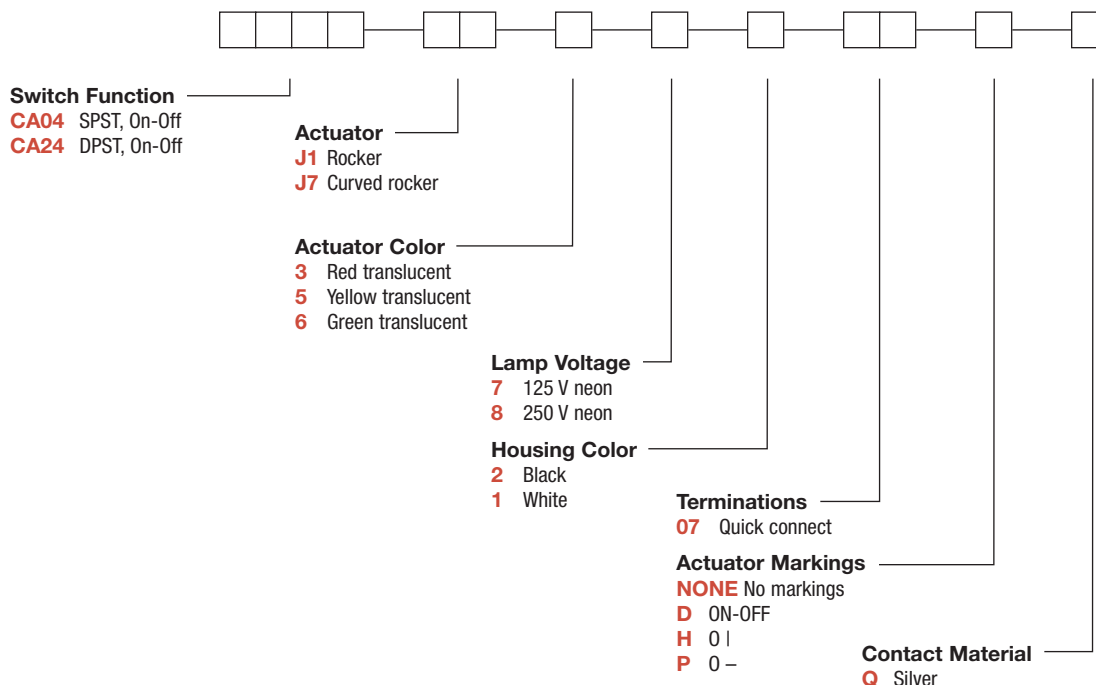 Switch Function
CA04 SPST, On-Off
CA24 DPST, On-Off
Actuator
J1 Rocker
J7 Curved rocker
Actuator Color
3 Red translucent
5 Yellow translucent
6 Green translucent
Lamp Voltage
7 125 V neon
8 250 V neon
Housing Color
2 Black
1 White
Terminations
07 Quick connect
Actuator Markings
NONE No markings
D ON-OFF
H 0 |
P 0 –
Contact Material
Q Silver